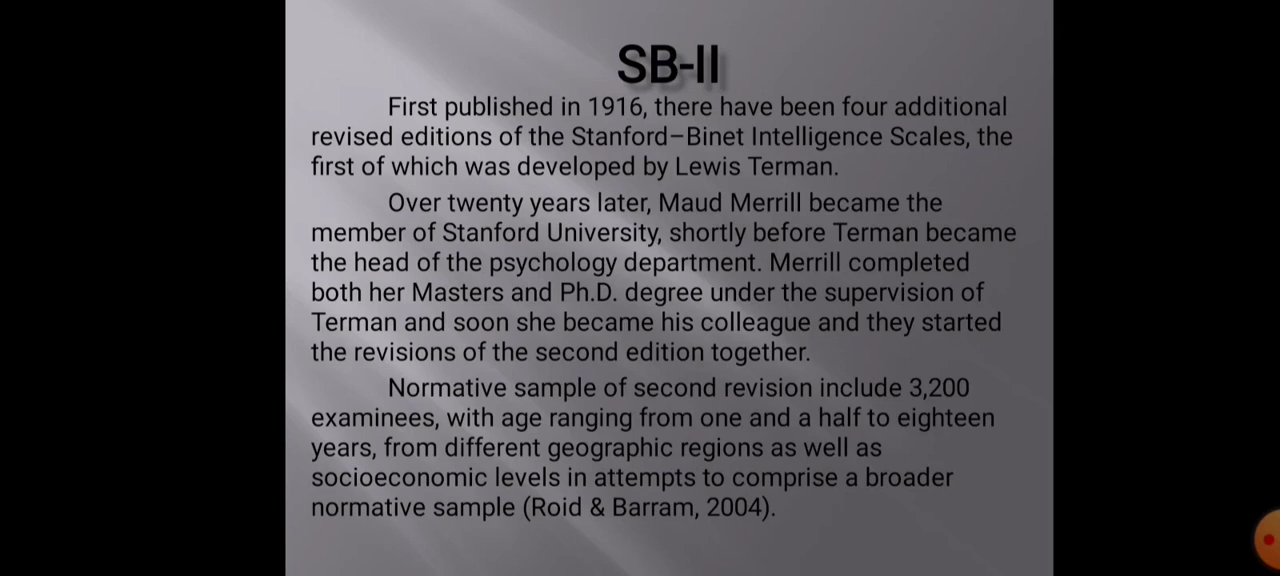 SB-II
First published in 1916, there have been four additional
revised editions of the Stanford–Binet Intelligence Scales, the
first of which was developed by Lewis Terman.
Over twenty years later, Maud Merrill became the
member of Stanford University, shortly before Terman became
the head of the psychology department. Merrill completed
both her Masters and Ph.D. degree under the supervision of
Terman and soon she became his colleague and they started
the revisions of the second edition together.
Normative sample of second revision include 3,200
examinees, with age ranging from one and a half to eighteen
years, from different geographic regions as well as
socioeconomic levels in attempts to comprise a broader
normative sample (Roid & Barram, 2004).